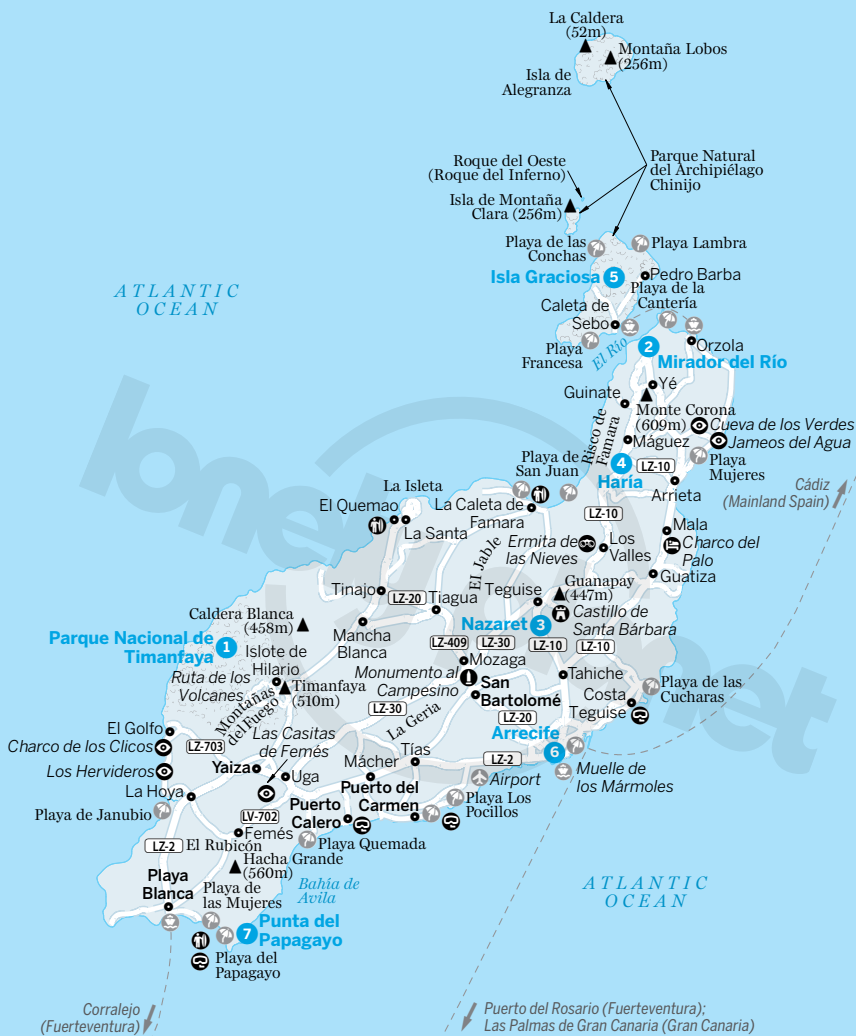 La Caldera
(52m)
Montaña Lobos
(256m)
Isla de
Alegranza
Roque del Oeste
(Roque del Inferno)
Parque Natural
del Archipiélago
Chinijo
Isla de Montaña
Clara (256m)
Playa de las
Conchas
Playa Lambra
Isla Graciosa
5
Pedro Barba
ATLANTIC
OCEAN
Playa de la
Cantería
Caleta de
Sebo
Playa
Francesa
El Río
Orzola
2
Mirador del Río
Yé
Guinate
Monte Corona
(609m)
Risco de
Famara
Cueva de los Verdes
Jameos del Agua
Máguez
Playa de
San Juan
4
Haría
LZ-10
Playa
Mujeres
Cádiz
(Mainland Spain)
La Isleta
Arrieta
El Quemao
La Caleta de
Famara
LZ-10
La Santa
Mala
El Jable
Ermita de
las Nieves
Los
Valles
Charco del
Palo
Guatiza
Tinajo
LZ-20
Tiagua
Teguise
Guanapay
(447m)
Caldera Blanca
(458m)
Castillo de
Santa Bárbara
Nazaret
3
Parque Nacional de
Timanfaya
1
Mancha
Blanca
LZ-409
LZ-30
LZ-10
LZ-10
Islote de
Hilario
Mozaga
Ruta de los
Volcanes
Monumento al
Campesino
Tahiche
Playa de las
Cucharas
Montañas
del Fuego
Timanfaya
(510m)
San
Bartolomé
Costa
Teguise
LZ-30
La Geria
LZ-20
El Golfo
Las Casitas
de Femés
Arrecife
6
Charco de los Clicos
LZ-703
Tías
LZ-2
Los Hervideros
Yaiza
Uga
Mácher
Airport
Muelle de
los Mármoles
La Hoya
Puerto del
Carmen
Playa Los
Pocillos
Playa de Janubio
LV-702
Puerto
Calero
Femés
Playa Quemada
LZ-2
El Rubicón
Hacha Grande
(560m)
Playa
Blanca
Playa de
las Mujeres
Bahía de
Avila
ATLANTIC
OCEAN
7
Punta del
Papagayo
Playa del
Papagayo
Corralejo
(Fuerteventura)
Puerto del Rosario (Fuerteventura);
Las Palmas de Gran Canaria (Gran Canaria)
lonely planet